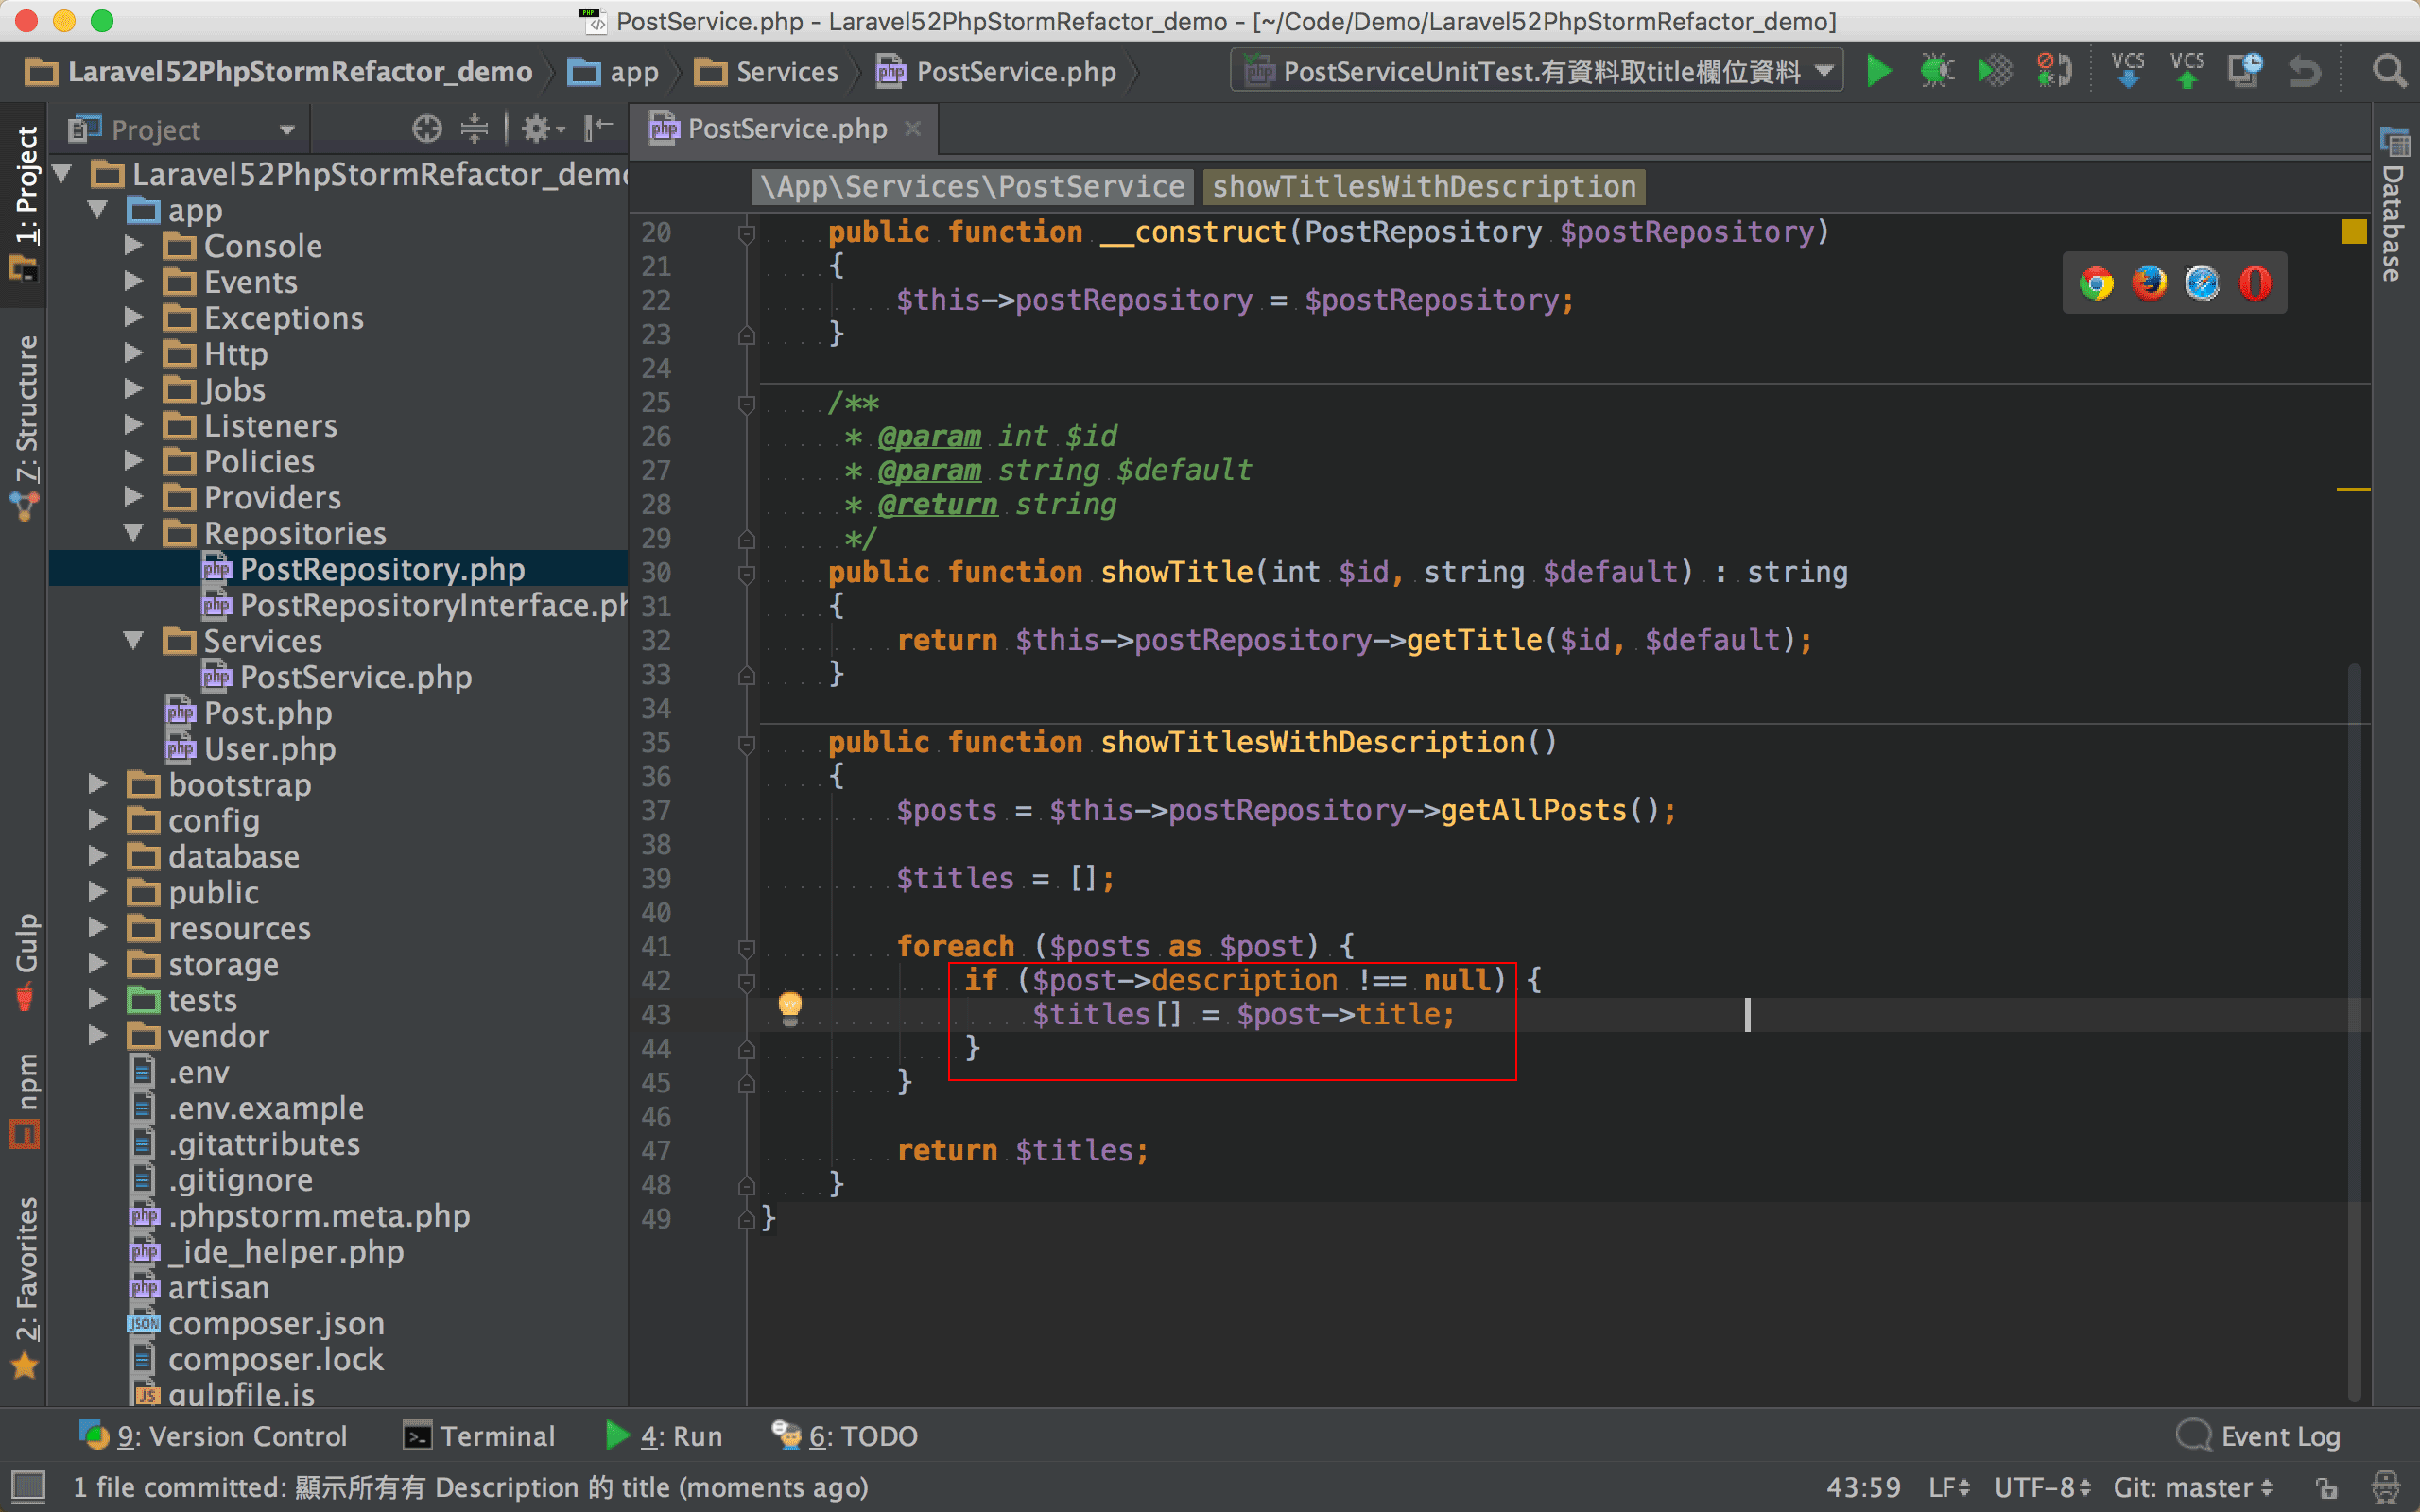 PostService.php - Laravel52PhpStormRefactor_demo - [~/Code/Demo/Laravel52PhpStormRefactor_demo]
Laravel52PhpStormRefactor_demo app Services PostService.php PostServiceUnitTest.有資料取title欄位資料 VCS VCS
1: Project
Z: Structure
Gulp
npm
2: Favorites
Project
Laravel52PhpStormRefactor_demo
app
Console
Events
Exceptions
Http
Jobs
Listeners
Policies
Providers
Repositories
PostRepository.php
PostRepositoryInterface.ph
Services
PostService.php
Post.php
User.php
bootstrap
config
database
public
resources
storage
tests
vendor
.env
.env.example
.gitattributes
.gitignore
.phpstorm.meta.php
_ide_helper.php
artisan
composer.json
composer.lock
gulpfile.js
PostService.php
\App\Services\PostService showTitlesWithDescription
20 public function __construct(PostRepository $postRepository)
21 {
22 $this->postRepository = $postRepository;
23 }
24
25 /**
26 * @param int $id
27 * @param string $default
28 * @return string
29 */
30 public function showTitle(int $id, string $default) : string
31 {
32 return $this->postRepository->getTitle($id, $default);
33 }
34
35 public function showTitlesWithDescription()
36 {
37 $posts = $this->postRepository->getAllPosts();
38
39 $titles = [];
40
41 foreach ($posts as $post) {
42 if ($post->description !== null) {
43 $titles[] = $post->title;
44 }
45 }
46
47 return $titles;
48 }
49 }
Database
9: Version Control Terminal 4: Run 6: TODO Event Log
1 file committed: 顯示所有有 Description 的 title (moments ago) 43:59 LF UTF-8 Git: master